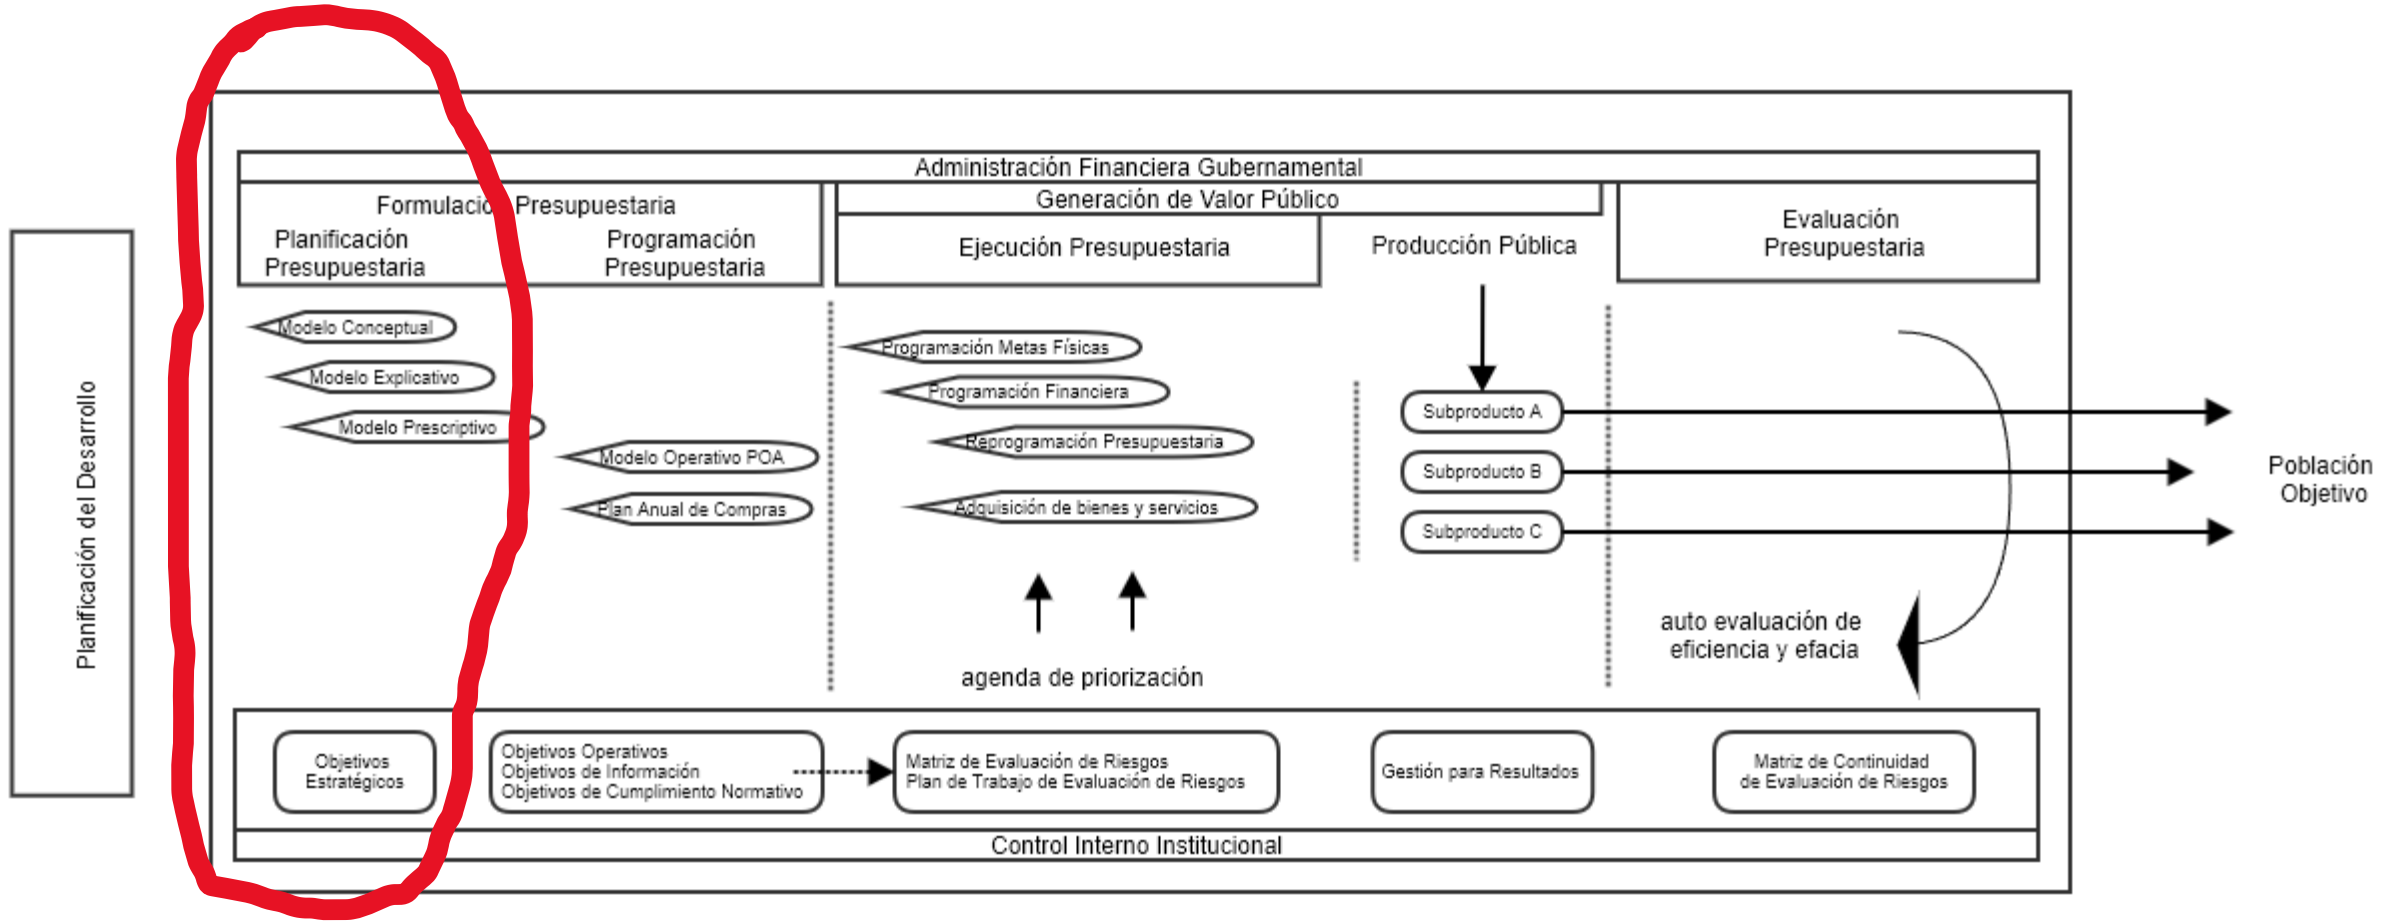 Planificación del Desarrollo
Administración Financiera Gubernamental
Formulación Presupuestaria
Planificación
Presupuestaria
Programación
Presupuestaria
Generación de Valor Público
Ejecución Presupuestaria
Producción Pública
Evaluación
Presupuestaria
Modelo Conceptual
Modelo Explicativo
Modelo Prescriptivo
Modelo Operativo POA
Plan Anual de Compras
Programación Metas Físicas
Programación Financiera
Reprogramación Presupuestaria
Adquisición de bienes y servicios
agenda de priorización
Subproducto A
Subproducto B
Subproducto C
Población
Objetivo
auto evaluación de
eficiencia y efacia
Objetivos
Estratégicos
Objetivos Operativos
Objetivos de Información
Objetivos de Cumplimiento Normativo
Matriz de Evaluación de Riesgos
Plan de Trabajo de Evaluación de Riesgos
Gestión para Resultados
Matriz de Continuidad
de Evaluación de Riesgos
Control Interno Institucional